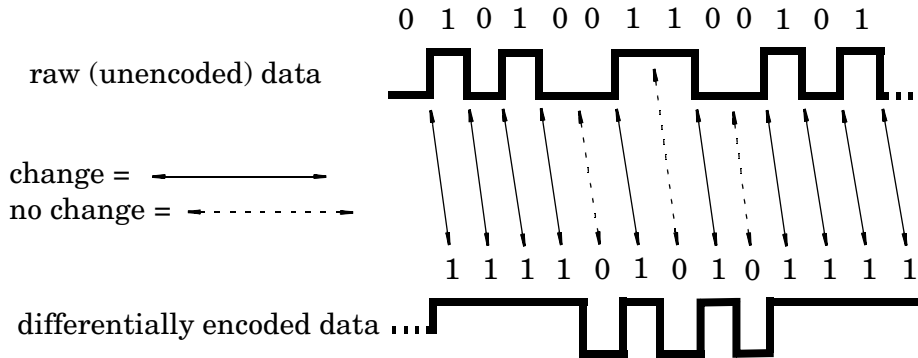 0 1 0 1 0 0 1 1 0 0 1 0 1
raw (unencoded) data
change =
no change =
1 1 1 1 0 1 0 1 0 1 1 1 1
differentially encoded data